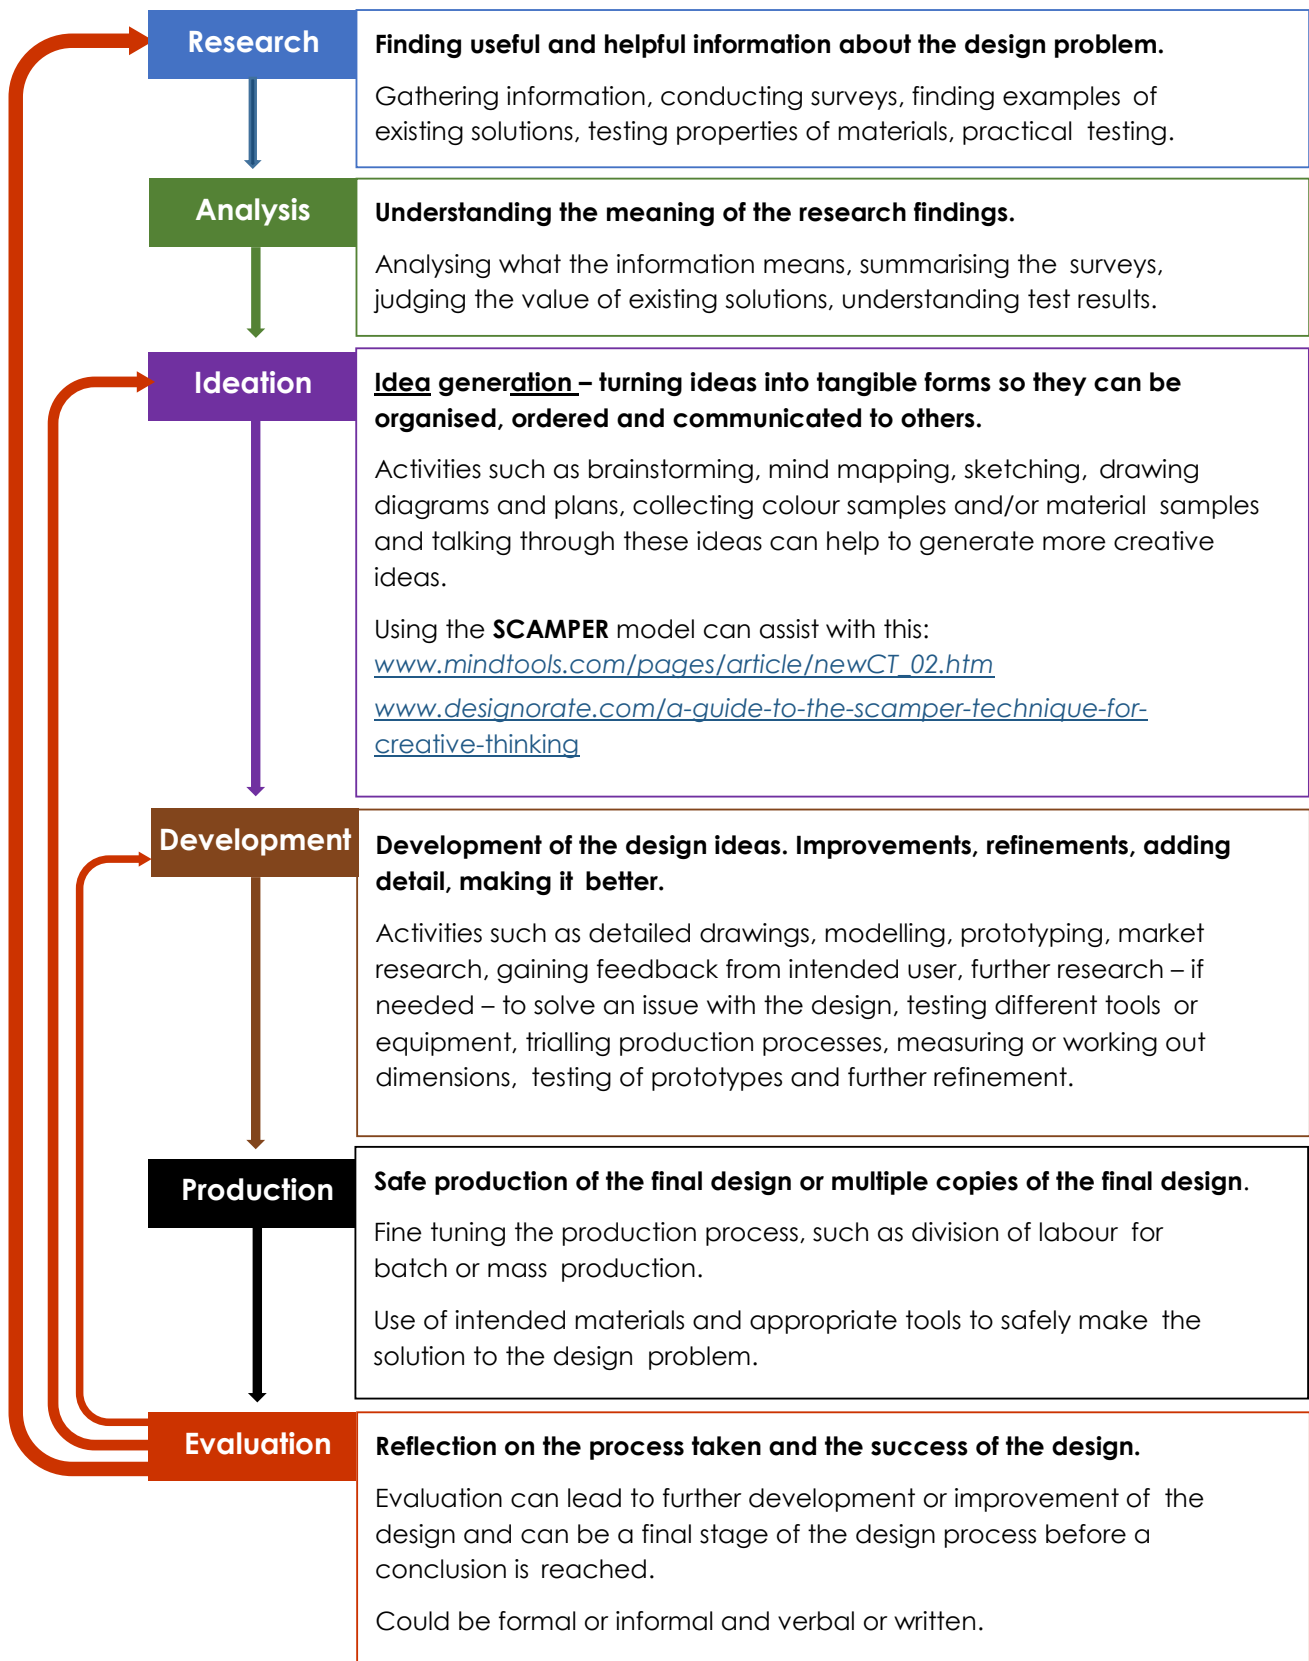 Research
Finding useful and helpful information about the design problem.
Gathering information, conducting surveys, finding examples of
existing solutions, testing properties of materials, practical testing.
Analysis
Understanding the meaning of the research findings.
Analysing what the information means, summarising the surveys,
judging the value of existing solutions, understanding test results.
Ideation
Idea generation – turning ideas into tangible forms so they can be
organised, ordered and communicated to others.
Activities such as brainstorming, mind mapping, sketching, drawing
diagrams and plans, collecting colour samples and/or material samples
and talking through these ideas can help to generate more creative
ideas.
Using the SCAMPER model can assist with this:
www.mindtools.com/pages/article/newCT_02.htm
www.designorate.com/a-guide-to-the-scamper-technique-for-
creative-thinking
Development
Development of the design ideas. Improvements, refinements, adding
detail, making it better.
Activities such as detailed drawings, modelling, prototyping, market
research, gaining feedback from intended user, further research – if
needed – to solve an issue with the design, testing different tools or
equipment, trialling production processes, measuring or working out
dimensions, testing of prototypes and further refinement.
Production
Safe production of the final design or multiple copies of the final design.
Fine tuning the production process, such as division of labour for
batch or mass production.
Use of intended materials and appropriate tools to safely make the
solution to the design problem.
Evaluation
Reflection on the process taken and the success of the design.
Evaluation can lead to further development or improvement of the
design and can be a final stage of the design process before a
conclusion is reached.
Could be formal or informal and verbal or written.